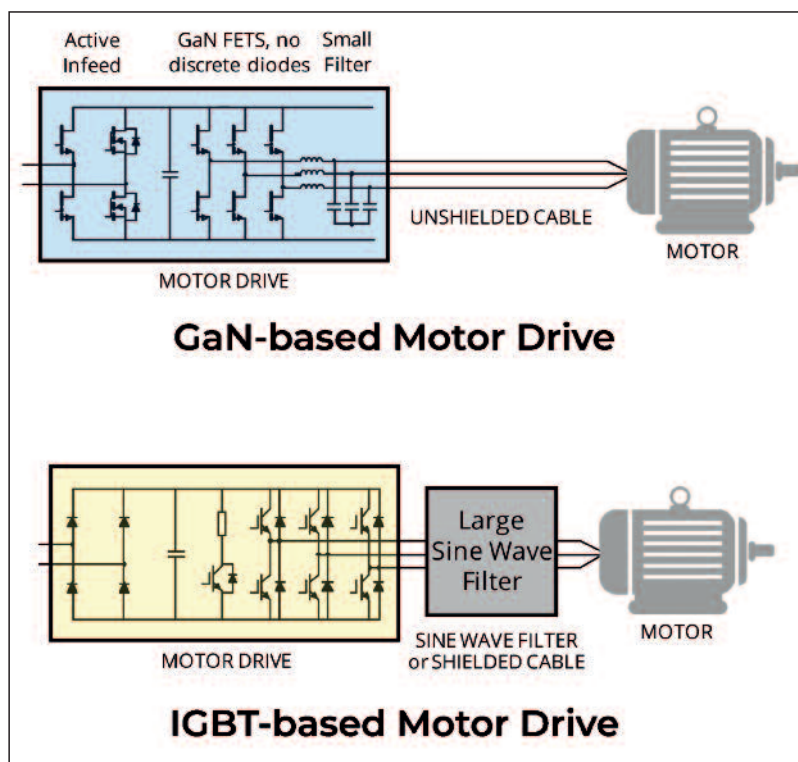 Active
Infeed
GaN FETS, no
discrete diodes
Small
Filter
UNSHIELDED CABLE
MOTOR
MOTOR DRIVE
GaN-based Motor Drive
Large
Sine Wave
Filter
MOTOR
MOTOR DRIVE
SINE WAVE FILTER
or SHIELDED CABLE
IGBT-based Motor Drive